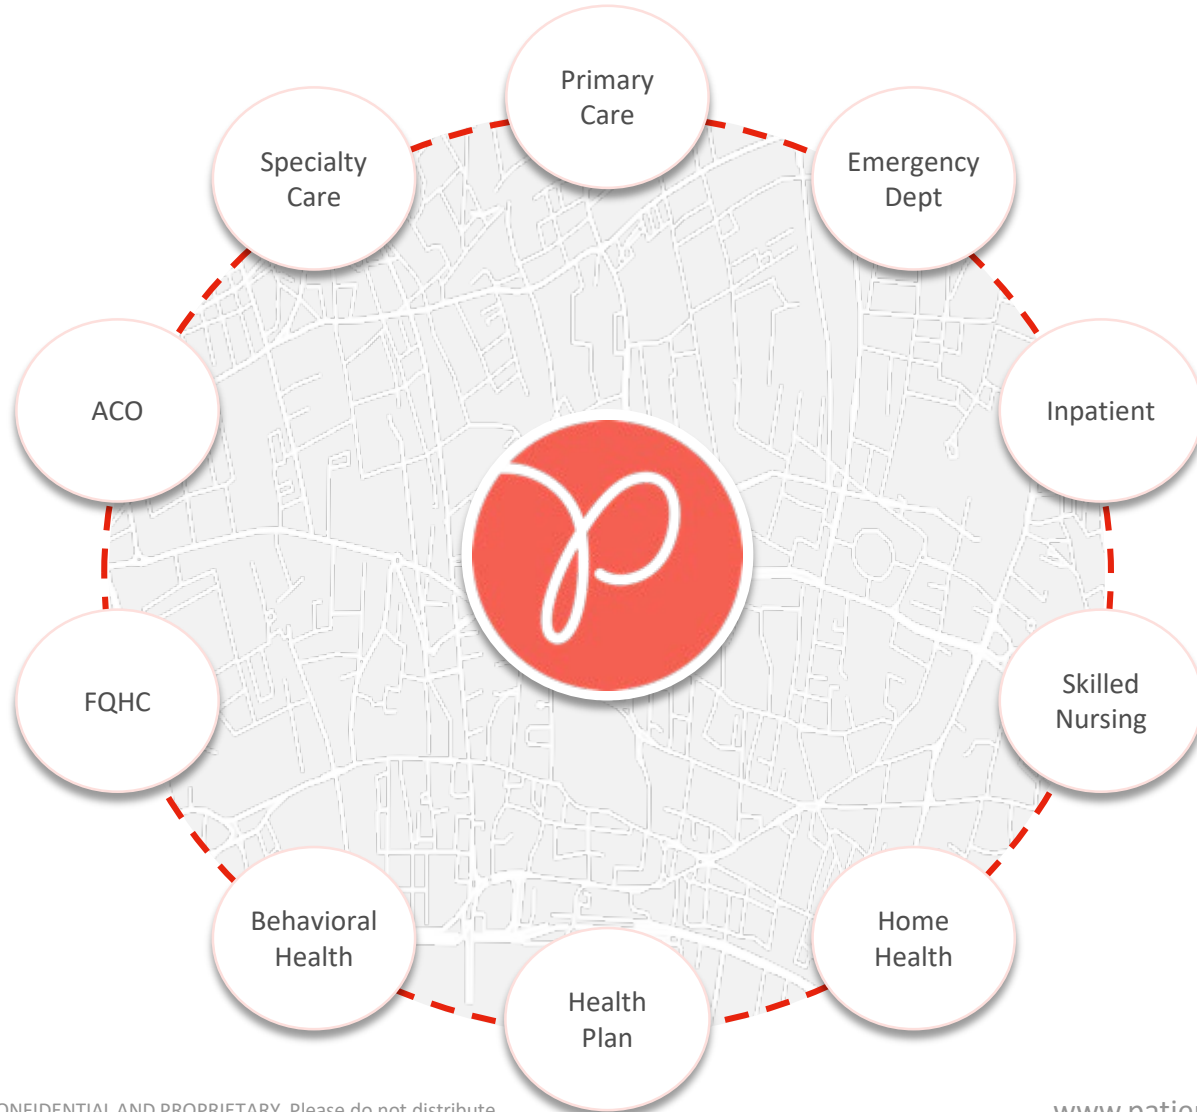 Primary
Care
Emergency
Dept
Inpatient
Skilled
Nursing
Home
Health
Health
Plan
Behavioral
Health
FQHC
ACO
Specialty
Care
AND PROPRIETARY. Please do not distribute